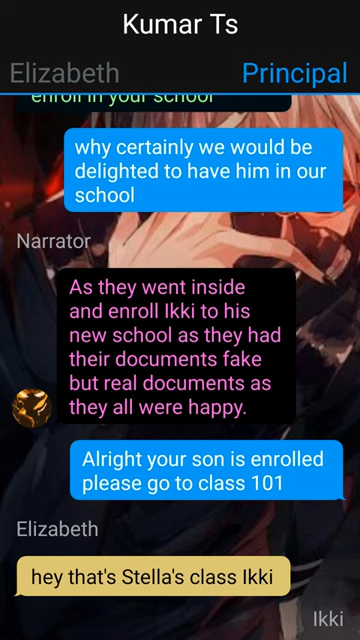 Kumar Ts
Elizabeth
Principal
enroll in your school
why certainly we would be
delighted to have him in our
school
Narrator
As they went inside
and enroll Ikki to his
new school as they had
their documents fake
but real documents as
they all were happy.
Alright your son is enrolled
please go to class 101
Elizabeth
hey that's Stella's class Ikki
Ikki